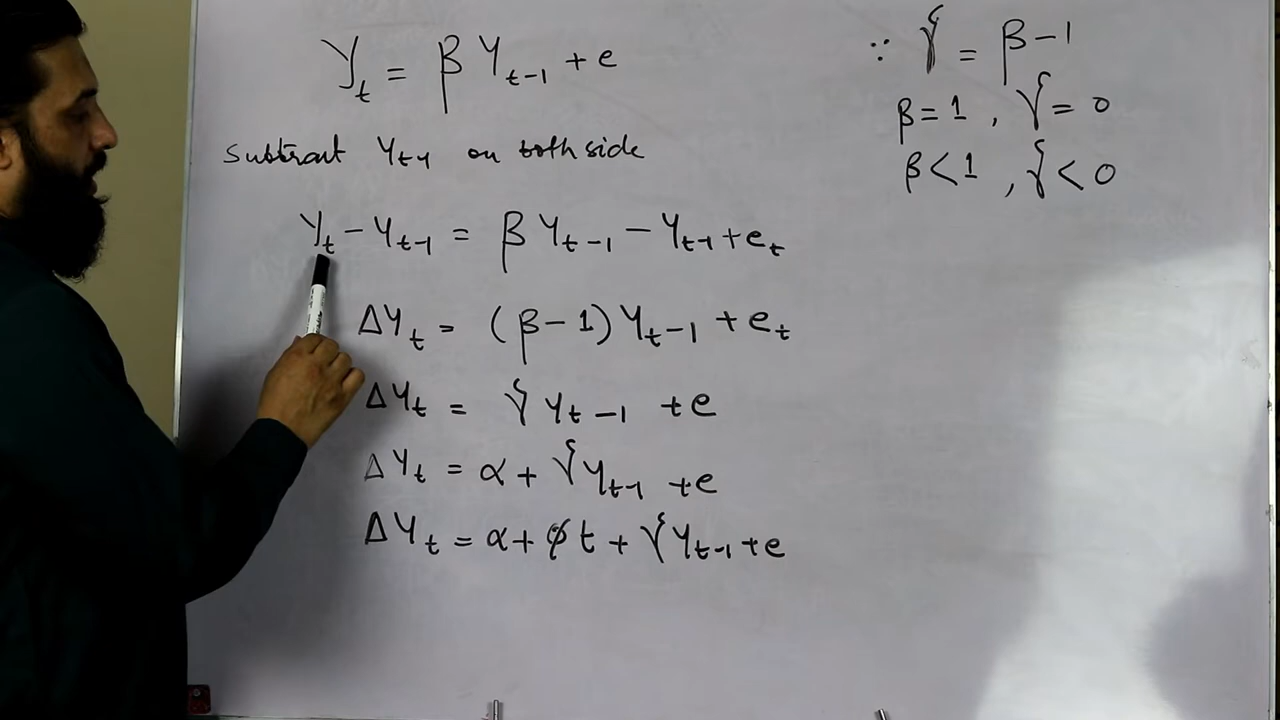 Yₜ = β Yₜ₋₁ + e
Subtract Yₜ₋₁ on both side
Yₜ - Yₜ₋₁ = β Yₜ₋₁ - Yₜ₋₁ + eₜ
ΔYₜ = (β - 1) Yₜ₋₁ + eₜ
ΔYₜ = γ Yₜ₋₁ + e
ΔYₜ = α + γ Yₜ₋₁ + e
ΔYₜ = α + φ t + γ Yₜ₋₁ + e
∵ γ = β - 1
β = 1 , γ = 0
β < 1 , γ < 0